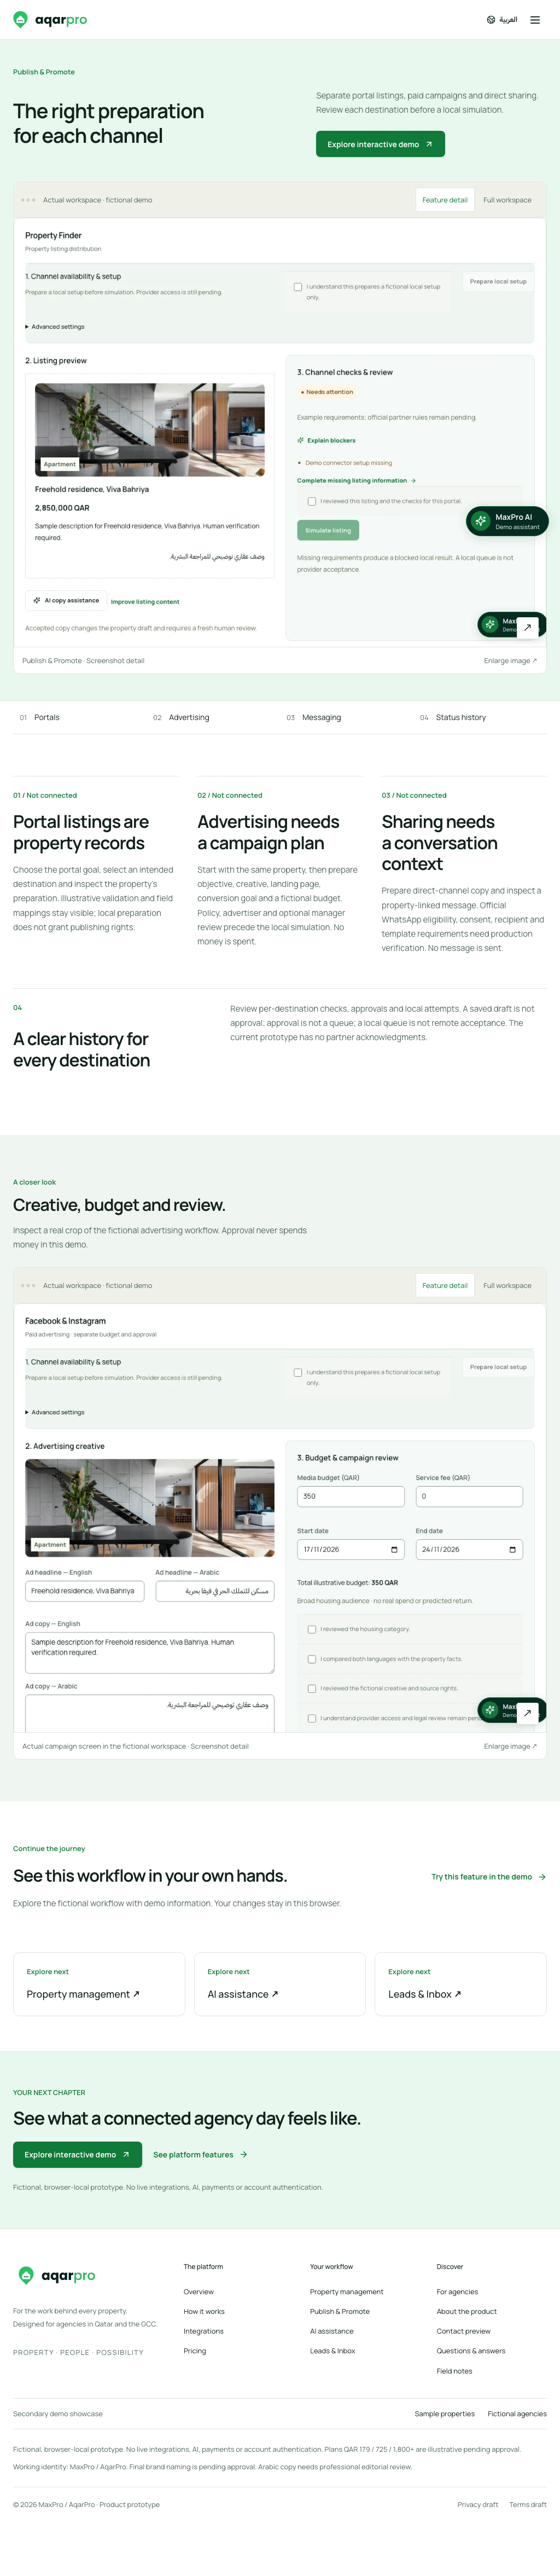 aqarpro
العربية
Publish & Promote
The right preparation
for each channel
Separate portal listings, paid campaigns and direct sharing.
Review each destination before a local simulation.
Explore interactive demo
Actual workspace · fictional demo
Feature detail
Full workspace
Property Finder
Property listing distribution
1. Channel availability & setup
Prepare a local setup before simulation. Provider access is still pending.
I understand this prepares a fictional local setup
only.
Prepare local setup
Advanced settings
2. Listing preview
Apartment
Freehold residence, Viva Bahriya
2,850,000 QAR
Sample description for Freehold residence, Viva Bahriya. Human verification
required.
وصف عقاري توضيحي للمراجعة البشرية.
AI copy assistance
Improve listing content
Accepted copy changes the property draft and requires a fresh human review.
3. Channel checks & review
Needs attention
Example requirements; official partner rules remain pending.
Explain blockers
Demo connector setup missing
Complete missing listing information
I reviewed this listing and the checks for this portal.
Simulate listing
Missing requirements produce a blocked local result. A local queue is not
provider acceptance.
MaxPro AI
Demo assistant
Publish & Promote · Screenshot detail
Enlarge image
01 Portals
02 Advertising
03 Messaging
04 Status history
01 / Not connected
Portal listings are
property records
Choose the portal goal, select an intended
destination and inspect the property's
preparation. Illustrative validation and field
mappings stay visible; local preparation
does not grant publishing rights.
02 / Not connected
Advertising needs
a campaign plan
Start with the same property, then prepare
objective, creative, landing page,
conversion goal and a fictional budget.
Policy, advertiser and optional manager
review precede the local simulation. No
money is spent.
03 / Not connected
Sharing needs
a conversation
context
Prepare direct-channel copy and inspect a
property-linked message. Official
WhatsApp eligibility, consent, recipient and
template requirements need production
verification. No message is sent.
04
A clear history for
every destination
Review per-destination checks, approvals and local attempts. A saved draft is not
approval; approval is not a queue; a local queue is not remote acceptance. The
current prototype has no partner acknowledgments.
A closer look
Creative, budget and review.
Inspect a real crop of the fictional advertising workflow. Approval never spends
money in this demo.
Actual workspace · fictional demo
Feature detail
Full workspace
Facebook & Instagram
Paid advertising · separate budget and approval
1. Channel availability & setup
Prepare a local setup before simulation. Provider access is still pending.
I understand this prepares a fictional local setup
only.
Prepare local setup
Advanced settings
2. Advertising creative
Apartment
Ad headline — English
Freehold residence, Viva Bahriya
Ad headline — Arabic
مسكن للتملك الحر في فيفا بحرية
Ad copy — English
Sample description for Freehold residence, Viva Bahriya. Human
verification required.
Ad copy — Arabic
وصف عقاري توضيحي للمراجعة البشرية.
3. Budget & campaign review
Media budget (QAR)
350
Service fee (QAR)
0
Start date
17/11/2026
End date
24/11/2026
Total illustrative budget: 350 QAR
Broad housing audience · no real spend or predicted return.
I reviewed the housing category.
I compared both languages with the property facts.
I reviewed the fictional creative and source rights.
I understand provider access and legal review remain
Actual campaign screen in the fictional workspace · Screenshot detail
Enlarge image
Continue the journey
See this workflow in your own hands.
Explore the fictional workflow with demo information. Your changes stay in this browser.
Try this feature in the demo
Explore next
Property management
Explore next
AI assistance
Explore next
Leads & Inbox
YOUR NEXT CHAPTER
See what a connected agency day feels like.
Explore interactive demo
See platform features
Fictional, browser-local prototype. No live integrations, AI, payments or account authentication.
aqarpro
For the work behind every property.
Designed for agencies in Qatar and the GCC.
PROPERTY · PEOPLE · POSSIBILITY
The platform
Overview
How it works
Integrations
Pricing
Your workflow
Property management
Publish & Promote
AI assistance
Leads & Inbox
Discover
For agencies
About the product
Contact preview
Questions & answers
Field notes
Secondary demo showcase
Sample properties
Fictional agencies
Fictional, browser-local prototype. No live integrations, AI, payments or account authentication. Plans QAR 179 / 725 / 1,800+ are illustrative pending approval.
Working identity: MaxPro / AqarPro. Final brand naming is pending approval. Arabic copy needs professional editorial review.
© 2026 MaxPro / AqarPro · Product prototype
Privacy draft
Terms draft